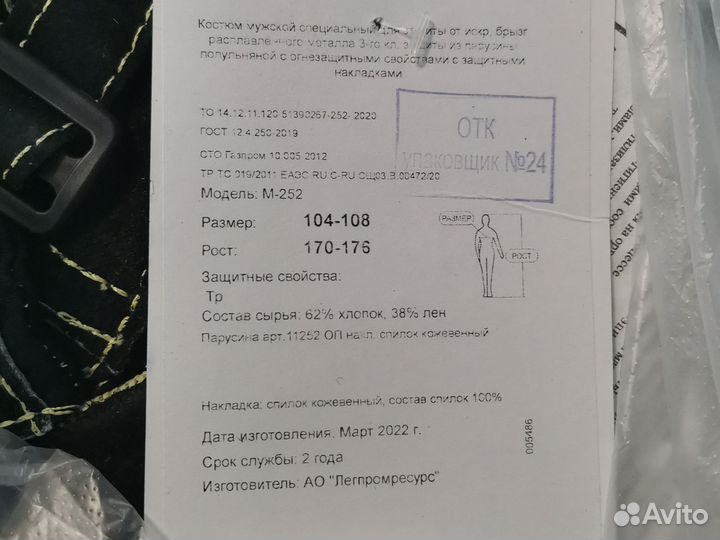 Костюм мужской специальный для защиты от искр, брызг
расплавленного металла 3-го кл. защиты из парусины
полульняной с огнезащитными свойствами с защитными
накладками
ТО 14.12.11.120-51390267-252- 2020
ГОСТ 12.4.250-2019
СТО Газпром 10.005-2012
ТР ТС 019/2011 ЕАЭС RU С-RU.
ОТК
упаковщик №24
Модель: М-252
Размер: 104-108
Рост: 170-176
РАЗМЕР
РОСТ
Защитные свойства:
Тр
Состав сырья: 62% хлопок, 38% лен
Парусина арт.11252 ОП накл. спилок кожевенный
Накладка: спилок кожевенный, состав спилок 100%
Дата изготовления: Март 2022 г.
Срок службы: 2 года
Изготовитель: АО "Легпромресурс"
005486
Avito